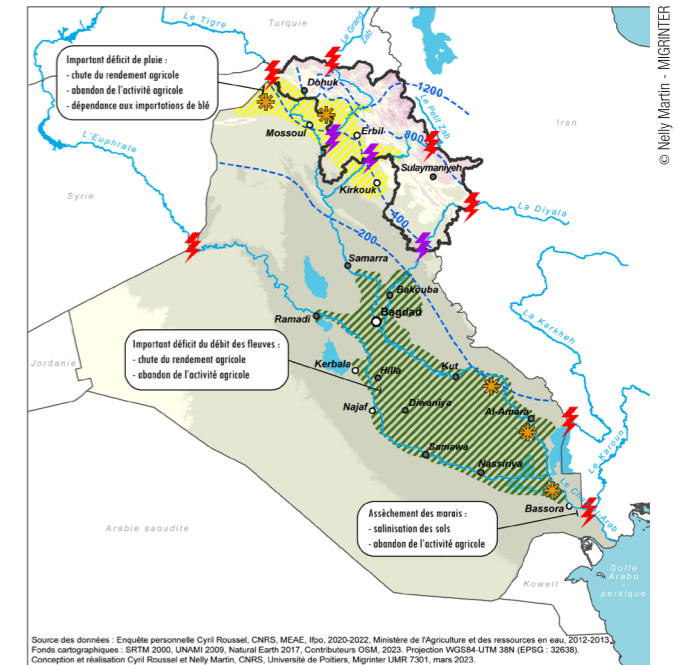 © Nelly Martin - MIGRINTER
Le Tigre
Turquie
Le Grand
Zab
Important déficit de pluie :
- chute du rendement agricole
- abandon de l'activité agricole
- dépendance aux importations de blé
Dohuk
1200
Le Petit Zab
Iran
L'Euphrate
Mossoul
Erbil
800
Sulaymaniyeh
Syrie
Kirkouk
400
La Diyala
200
Samarra
Bakouba
Bagdad
Ramadi
La Karkheh
Important déficit du débit des fleuves :
- chute du rendement agricole
- abandon de l'activité agricole
Jordanie
Kerbala
Hilla
Kut
Najaf
Diwaniya
Al-Amara
Samawa
Nassiriya
Le Karoun
Le Chatt al-Arab
Bassora
Assèchement des marais :
- salinisation des sols
- abandon de l'activité agricole
Arabie saoudite
Koweït
Golfe
Arabo
- persique
Source des données : Enquête personnelle Cyril Roussel, CNRS, MEAE, Ifpo, 2020-2022, Ministère de l'Agriculture et des ressources en eau, 2012-2013.
Fonds cartographiques : SRTM 2000, UNAMI 2009, Natural Earth 2017, Contributeurs OSM, 2023. Projection WGS84-UTM 38N (EPSG : 32638).
Conception et réalisation Cyril Roussel et Nelly Martin, CNRS, Université de Poitiers, Migrinter UMR 7301, mars 2023.